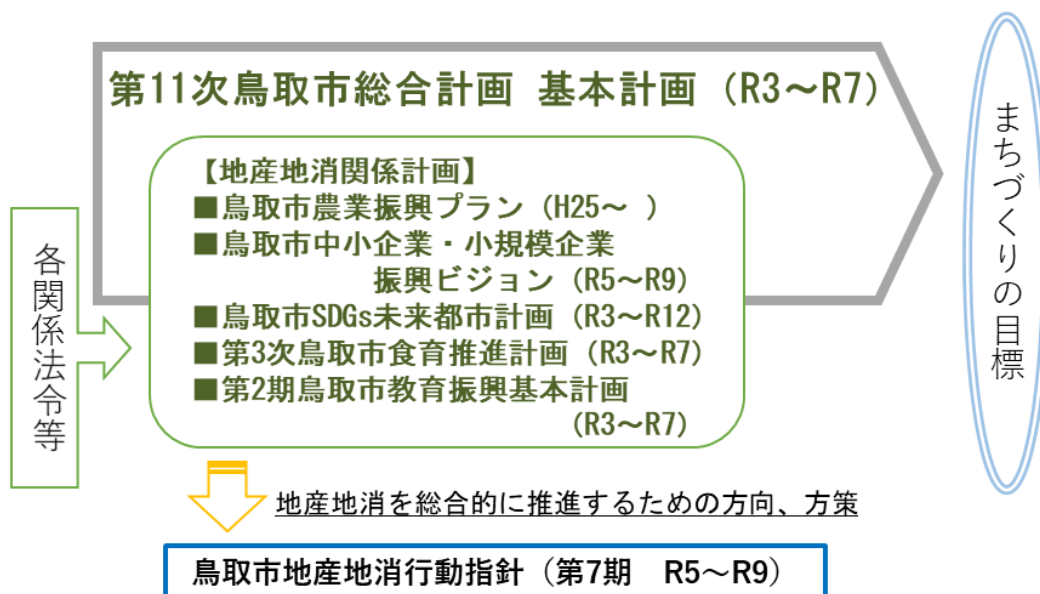 第11次鳥取市総合計画 基本計画（R3～R7）
【地産地消関係計画】
■鳥取市農業振興プラン（H25～ ）
■鳥取市中小企業・小規模企業
振興ビジョン（R5～R9）
■鳥取市SDGs未来都市計画（R3～R12）
■第3次鳥取市食育推進計画（R3～R7）
■第2期鳥取市教育振興基本計画
（R3～R7）
各関係法令等
まちづくりの目標
地産地消を総合的に推進するための方向、方策
鳥取市地産地消行動指針（第7期　R5～R9）